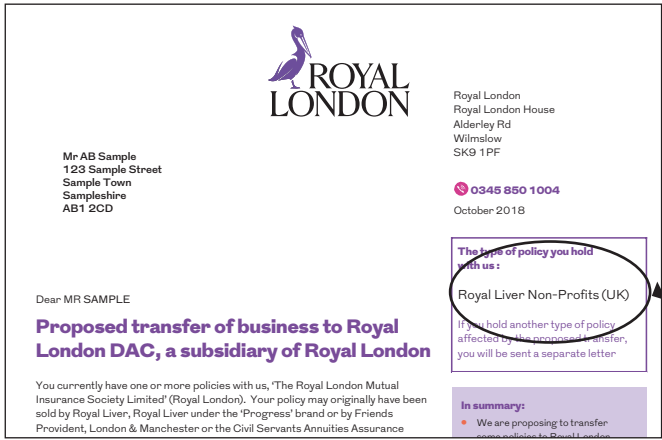 ROYAL
LONDON
Royal London
Royal London House
Alderley Rd
Wilmslow
SK9 1PF
0345 850 1004
October 2018
Mr AB Sample
123 Sample Street
Sample Town
Sampleshire
AB1 2CD
The type of policy you hold
with us :
Royal Liver Non-Profits (UK)
If you hold another type of policy
affected by the proposed transfer,
you will be sent a separate letter
Dear MR SAMPLE
Proposed transfer of business to Royal
London DAC, a subsidiary of Royal London
You currently have one or more policies with us, 'The Royal London Mutual
Insurance Society Limited' (Royal London). Your policy may originally have been
sold by Royal Liver, Royal Liver under the 'Progress' brand or by Friends
Provident, London & Manchester or the Civil Servants Annuities Assurance
In summary:
• We are proposing to transfer
some policies to Royal London